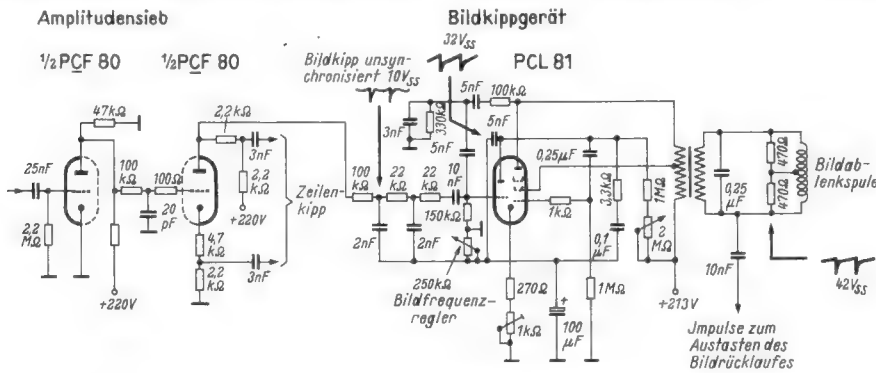 Amplitudensieb
Bildkippgerät
½PCF 80
½PCF 80
PCL 81
32Vss
Bildkipp unsyn-
chronisiert 10Vss
47kΩ
2,2kΩ
25nF
100
kΩ
100Ω
3nF
2,2
kΩ
2,2
MΩ
20
pF
+220V
Zeilen-
kipp
4,7
kΩ
3nF
2,2
kΩ
+220V
5nF
100kΩ
3nF
330kΩ
5nF
5nF
100
kΩ
22
kΩ
22
kΩ
10
nF
0,25µF
150kΩ
1kΩ
3,3kΩ
1MΩ
2
MΩ
2nF
2nF
250kΩ
Bildfrequenz-
regler
0,1
µF
270Ω
1kΩ
+
100
µF
1MΩ
+213V
0,25
µF
470Ω
470Ω
Bildab-
lenkspule
10nF
42Vss
Jmpulse zum
Austasten des
Bildrücklaufes